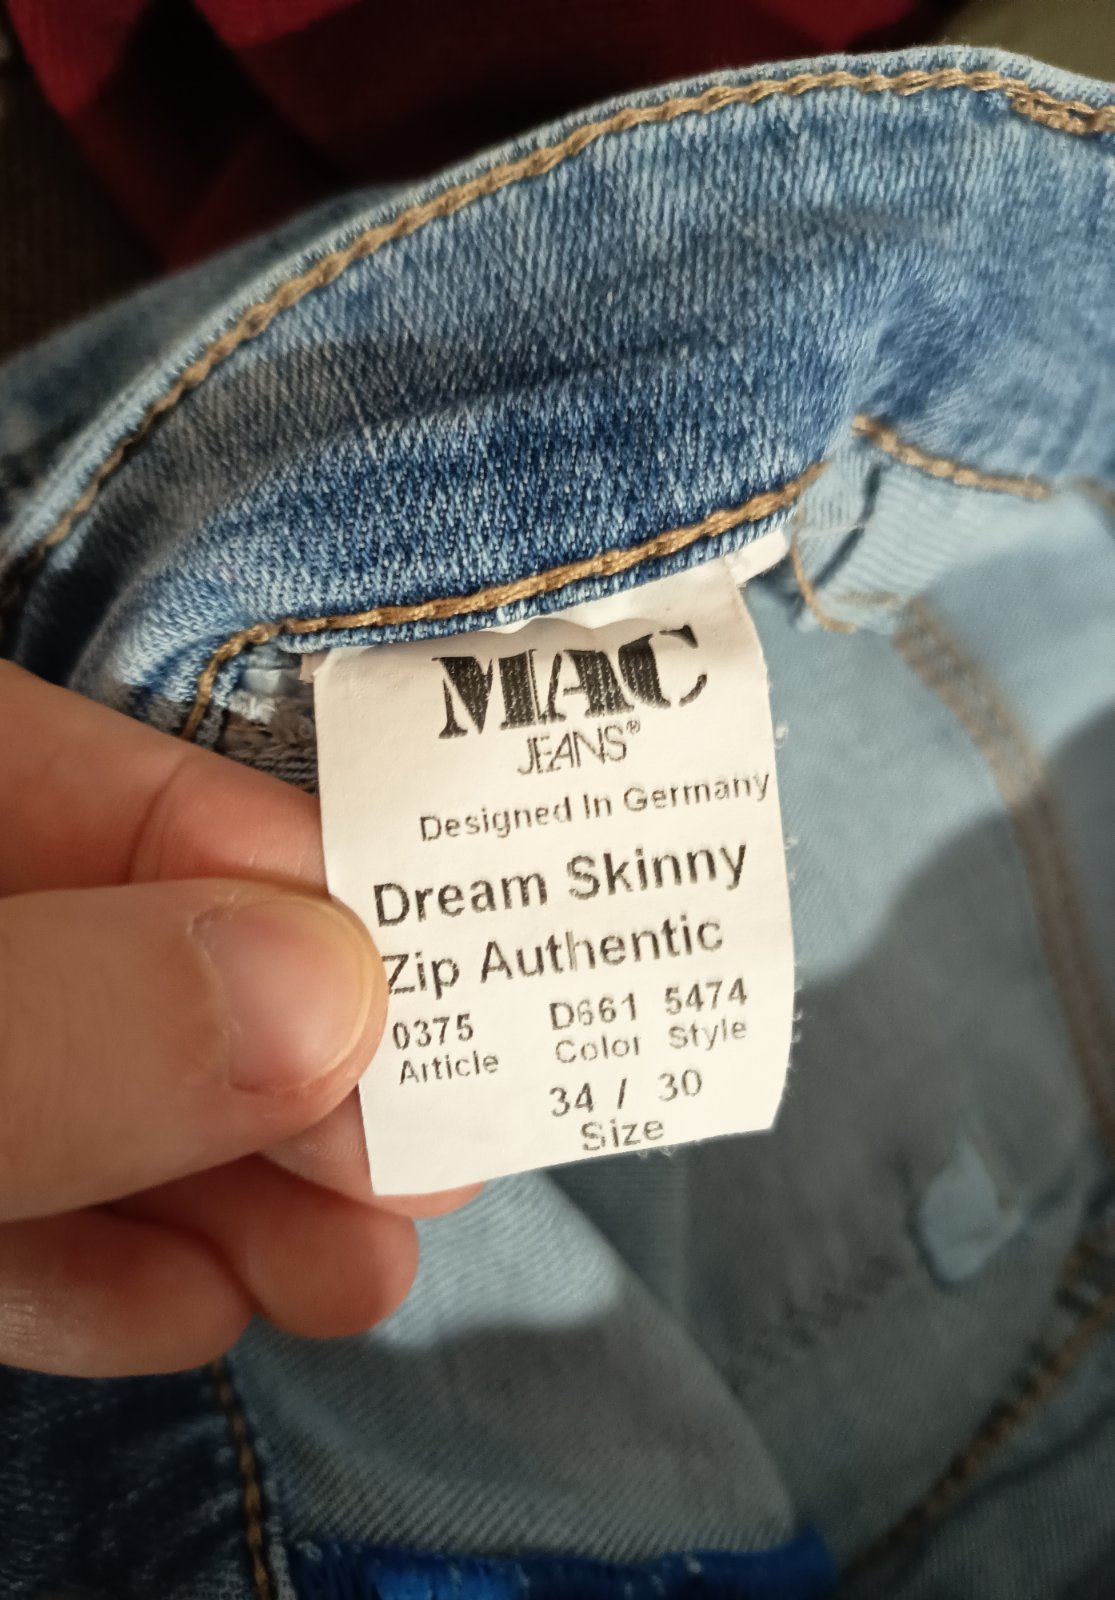 MAC
JEANS®
Designed In Germany
Dream Skinny
Zip Authentic
0375 D661 5474
Article Color Style
34 / 30
Size